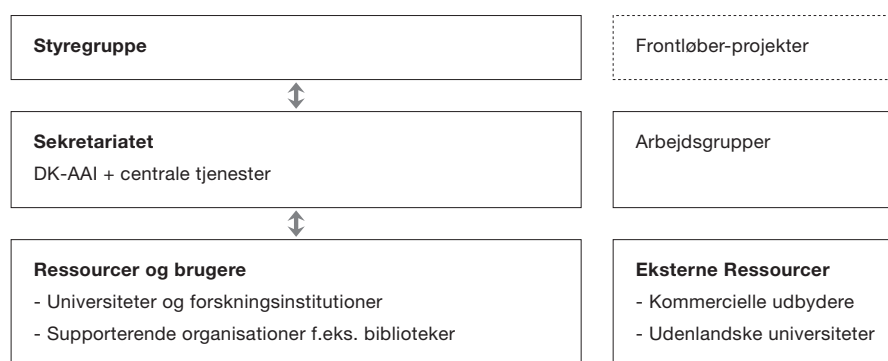 Styregruppe
Frontløber-projekter
Sekretariatet
DK-AAI + centrale tjenester
Arbejdsgrupper
Ressourcer og brugere
- Universiteter og forskningsinstitutioner
- Supporterende organisationer f.eks. biblioteker
Eksterne Ressourcer
- Kommercielle udbydere
- Udenlandske universiteter